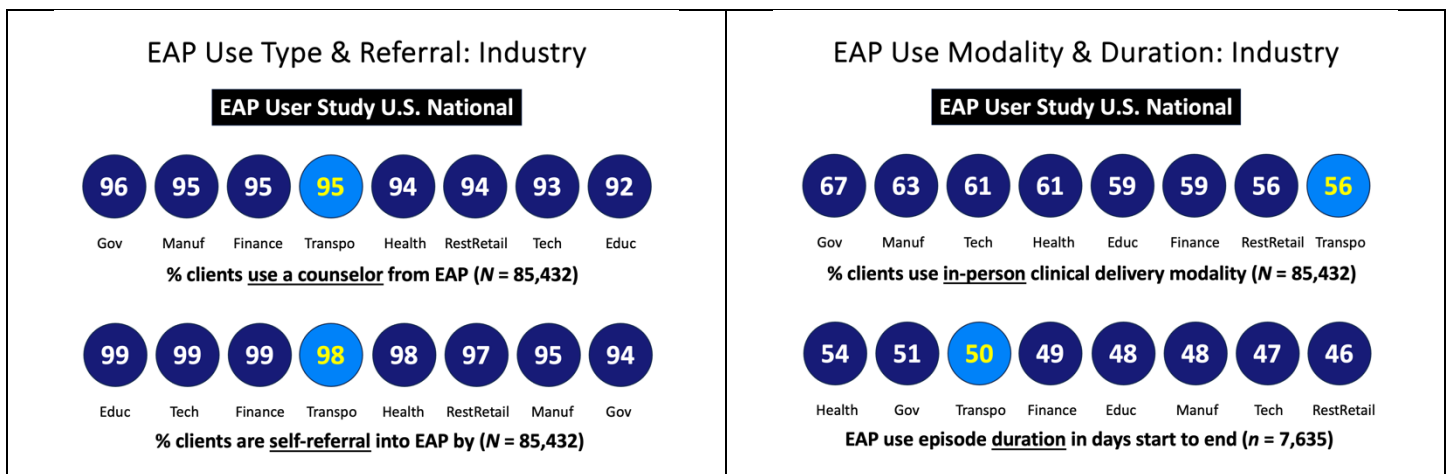 EAP Use Type & Referral: Industry
EAP User Study U.S. National
96 95 95 95 94 94 93 92
Gov Manuf Finance Transpo Health RestRetail Tech Educ
% clients use a counselor from EAP (N = 85,432)
99 99 99 98 98 97 95 94
Educ Tech Finance Transpo Health RestRetail Manuf Gov
% clients are self-referral into EAP by (N = 85,432)
EAP Use Modality & Duration: Industry
EAP User Study U.S. National
67 63 61 61 59 59 56 56
Gov Manuf Tech Health Educ Finance RestRetail Transpo
% clients use in-person clinical delivery modality (N = 85,432)
54 51 50 49 48 48 47 46
Health Gov Transpo Finance Educ Manuf Tech RestRetail
EAP use episode duration in days start to end (n = 7,635)